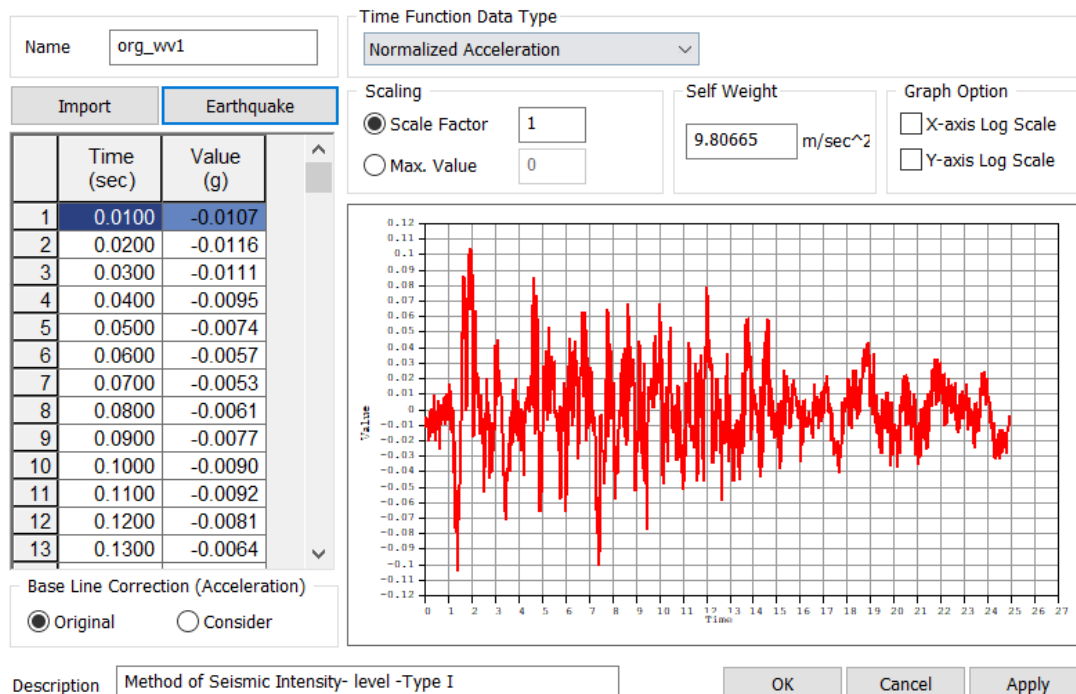 Name
org_wv1
Time Function Data Type
Normalized Acceleration
Import
Earthquake
Scaling
Scale Factor
1
Max. Value
0
Self Weight
9.80665
m/sec^2
Graph Option
X-axis Log Scale
Y-axis Log Scale
Time (sec) Value (g)
1 0.0100 -0.0107
2 0.0200 -0.0116
3 0.0300 -0.0111
4 0.0400 -0.0095
5 0.0500 -0.0074
6 0.0600 -0.0057
7 0.0700 -0.0053
8 0.0800 -0.0061
9 0.0900 -0.0077
10 0.1000 -0.0090
11 0.1100 -0.0092
12 0.1200 -0.0081
13 0.1300 -0.0064
0.12
0.11
0.1
0.09
0.08
0.07
0.06
0.05
0.04
0.03
0.02
0.01
0
-0.01
-0.02
-0.03
-0.04
-0.05
-0.06
-0.07
-0.08
-0.09
-0.1
-0.11
-0.12
Value
0 1 2 3 4 5 6 7 8 9 10 11 12 13 14 15 16 17 18 19 20 21 22 23 24 25 26 27
Time
Base Line Correction (Acceleration)
Original
Consider
Description
Method of Seismic Intensity- level -Type I
OK
Cancel
Apply